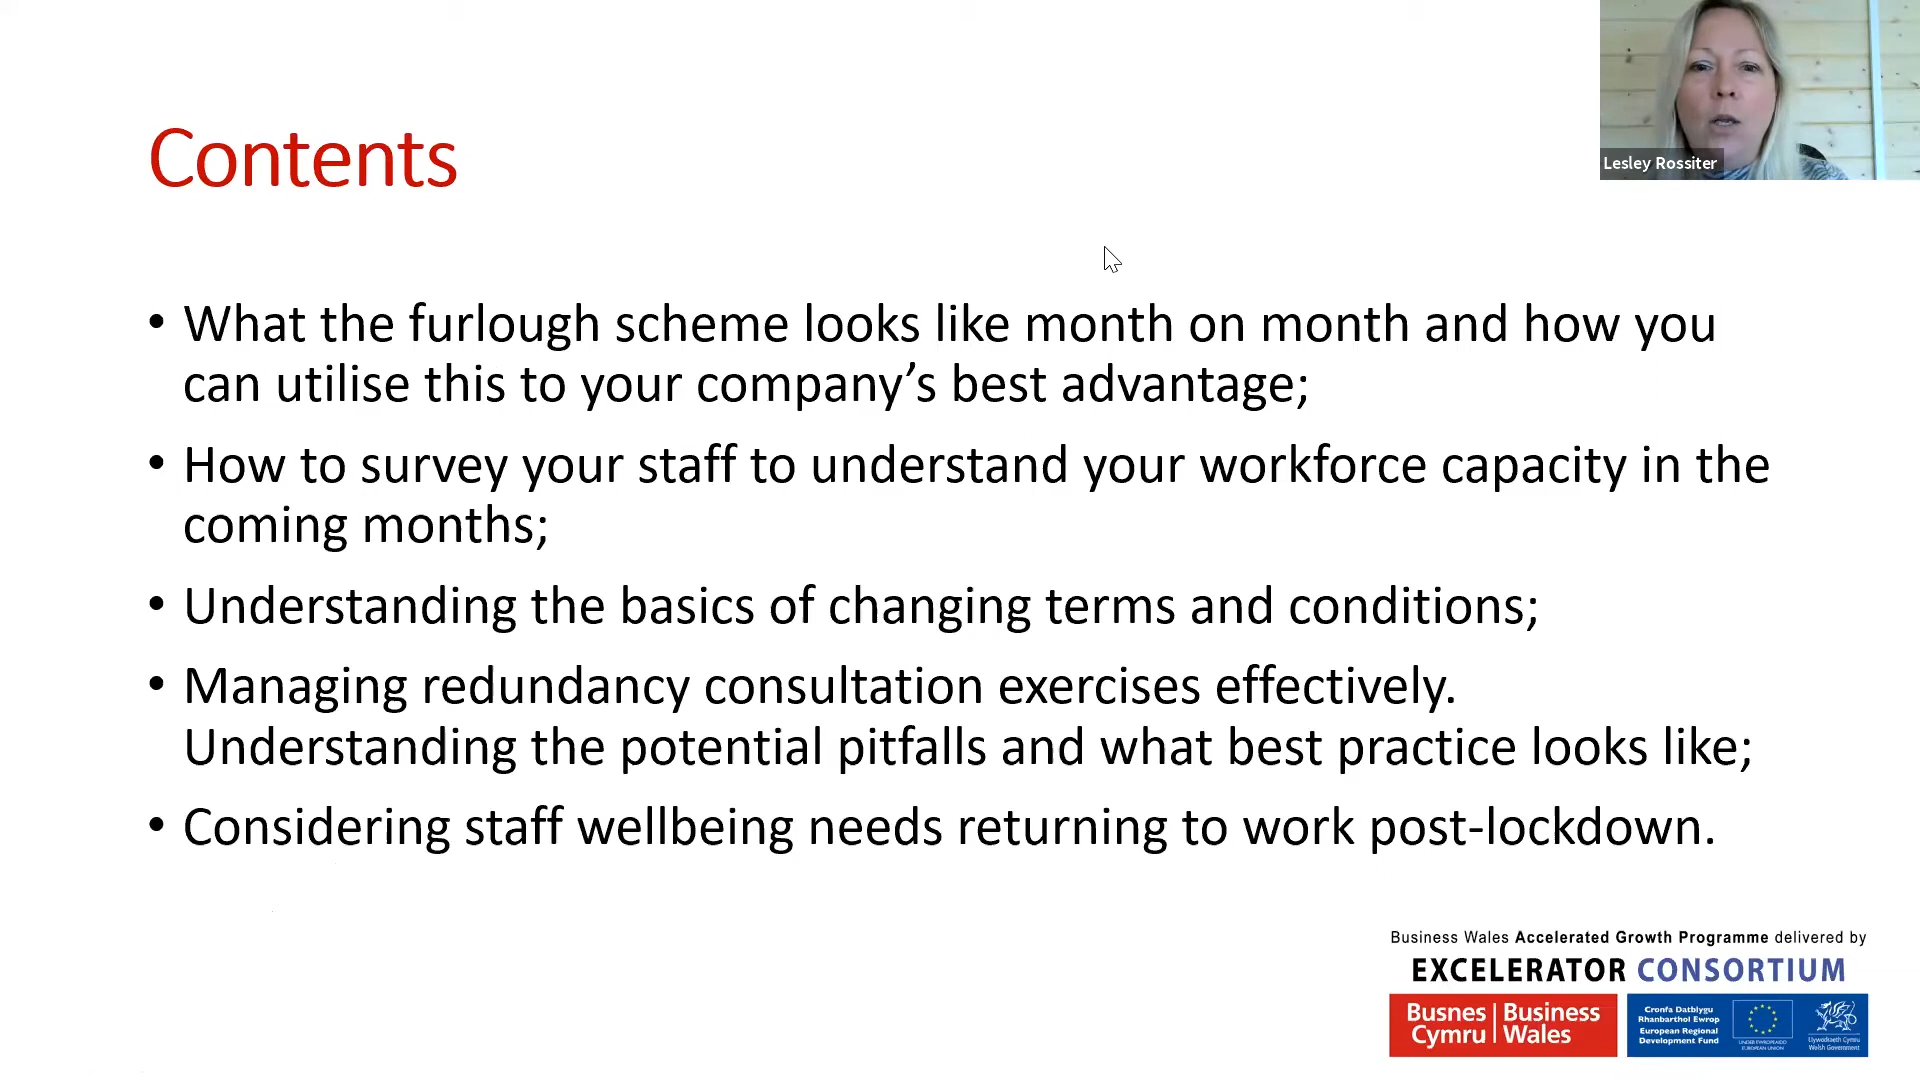 Contents
Lesley Rossiter
• What the furlough scheme looks like month on month and how you
can utilise this to your company’s best advantage;
• How to survey your staff to understand your workforce capacity in the
coming months;
• Understanding the basics of changing terms and conditions;
• Managing redundancy consultation exercises effectively.
Understanding the potential pitfalls and what best practice looks like;
• Considering staff wellbeing needs returning to work post-lockdown.
Business Wales Accelerated Growth Programme delivered by
EXCELERATOR CONSORTIUM
Busnes Cymru | Business Wales
Cronfa Datblygu
Rhanbarthol Ewrop
European Regional
Development Fund
UNDEB EWROPEAIDD
EUROPEAN UNION
Llywodraeth Cymru
Welsh Government